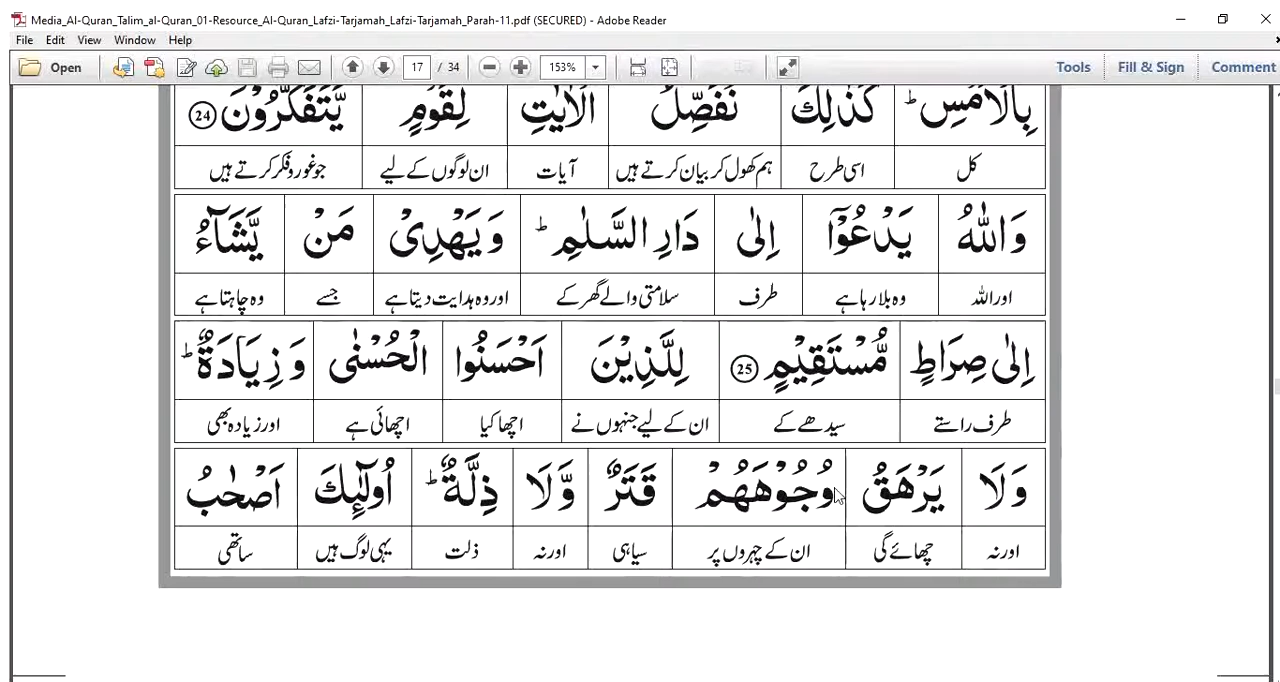 Media_Al-Quran_Talim_al-Quran_01-Resource_Al-Quran_Lafzi-Tarjamah_Lafzi-Tarjamah_Parah-11.pdf (SECURED) - Adobe Reader
File Edit View Window Help
Open 17 / 34 153% Tools Fill & Sign Comment
بِالْاَمْسِ ؕ كَذٰلِكَ نُفَصِّلُ الْاٰيٰتِ لِقَوْمٍ يَّتَفَكَّرُوْنَ 24
کل اسی طرح ہم کھول کر بیان کرتے ہیں آیات ان لوگوں کے لیے جو غوروفکر کرتے ہیں
وَاللّٰهُ يَدْعُوْۤا اِلٰى دَارِ السَّلٰمِ ؕ وَيَهْدِىْ مَنْ يَّشَآءُ
اور اللہ وہ بلا رہا ہے طرف سلامتی والے گھر کے اور وہ ہدایت دیتا ہے جسے وہ چاہتا ہے
اِلٰى صِرَاطٍ مُّسْتَقِيْمٍ 25 لِلَّذِيْنَ اَحْسَنُوا الْحُسْنٰى وَ زِيَادَةٌ ؕ
طرف راستے سیدھے کے ان کے لیے جنہوں نے اچھا کیا اچھائی ہے اور زیادہ بھی
وَ لَا يَرْهَقُ وُجُوْهَهُمْ قَتَرٌ وَّ لَا ذِلَّةٌ ؕ اُولٰٓئِكَ اَصْحٰبُ
اور نہ چھائے گی ان کے چہروں پر سیاہی اور نہ ذلت یہی لوگ ہیں ساتھی